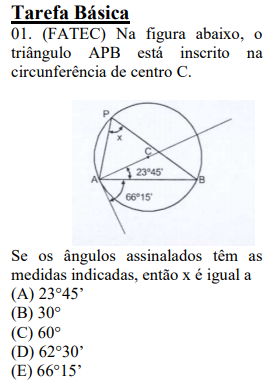 Tarefa Básica
01. (FATEC) Na figura abaixo, o
triângulo APB está inscrito na
circunferência de centro C.
P
x
C
23°45'
A
B
66°15'
Se os ângulos assinalados têm as
medidas indicadas, então x é igual a
(A) 23°45’
(B) 30°
(C) 60°
(D) 62°30’
(E) 66°15’